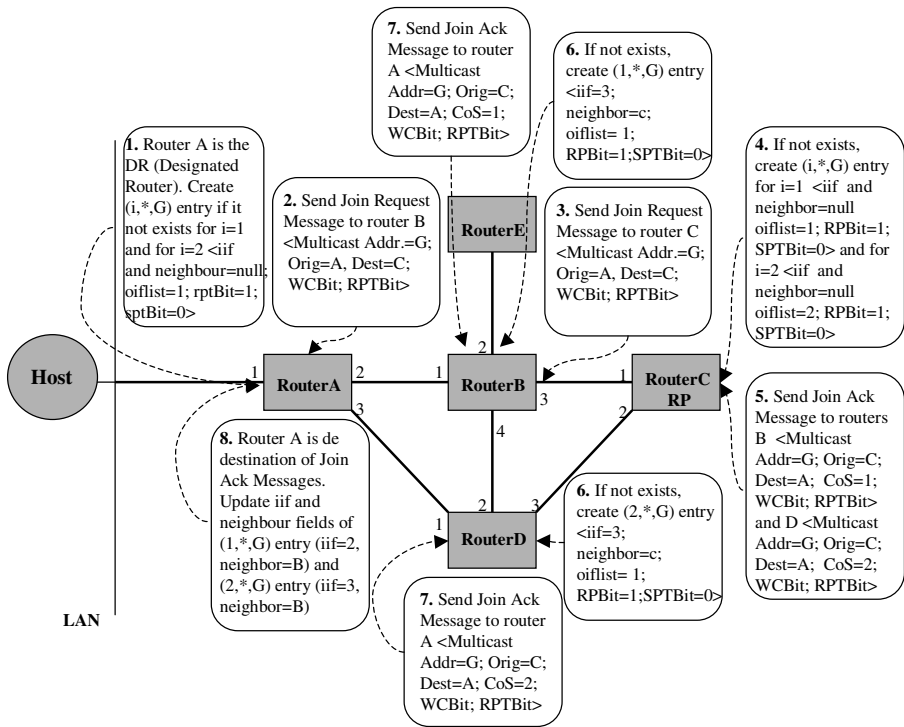 7. Send Join Ack
Message to router
A <Multicast
Addr=G; Orig=C;
Dest=A; CoS=1;
WCBit; RPTBit>
6. If not exists,
create (1,*,G) entry
<iif=3;
neighbor=c;
oiflist= 1;
RPBit=1;SPTBit=0>
1. Router A is the
DR (Designated
Router). Create
(i,*,G) entry if it
not exists for i=1
and for i=2 <iif
and neighbour=null;
oiflist=1; rptBit=1;
sptBit=0>
2. Send Join Request
Message to router B
<Multicast Addr.=G;
Orig=A, Dest=C;
WCBit; RPTBit>
RouterE
3. Send Join Request
Message to router C
<Multicast Addr.=G;
Orig=A, Dest=C;
WCBit; RPTBit>
4. If not exists,
create (i,*,G) entry
for i=1 <iif and
neighbor=null
oiflist=1; RPBit=1;
SPTBit=0> and for
i=2 <iif and
neighbor=null
oiflist=2; RPBit=1;
SPTBit=0>
Host
1
RouterA
2
3
1
2
RouterB
3
4
1
2
RouterC
RP
8. Router A is de
destination of Join
Ack Messages.
Update iif and
neighbour fields of
(1,*,G) entry (iif=2,
neighbor=B) and
(2,*,G) entry (iif=3,
neighbor=B)
1
2
3
RouterD
6. If not exists,
create (2,*,G) entry
<iif=3;
neighbor=c;
oiflist= 1;
RPBit=1;SPTBit=0>
5. Send Join Ack
Message to routers
B <Multicast
Addr=G; Orig=C;
Dest=A; CoS=1;
WCBit; RPTBit>
and D <Multicast
Addr=G; Orig=C;
Dest=A; CoS=2;
WCBit; RPTBit>
7. Send Join Ack
Message to router
A <Multicast
Addr=G; Orig=C;
Dest=A; CoS=2;
WCBit; RPTBit>
LAN